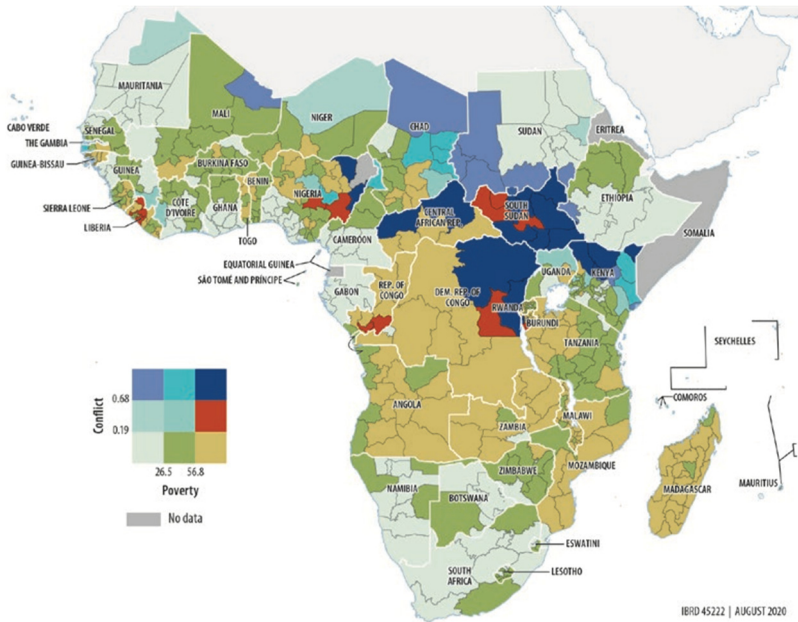 MAURITANIA
MALI
NIGER
CHAD
SUDAN
ERITREA
CABO VERDE
THE GAMBIA
GUINEA-BISSAU
SENEGAL
GUINEA
SIERRA LEONE
LIBERIA
CÔTE
D'IVOIRE
BURKINA FASO
GHANA
TOGO
BENIN
NIGERIA
CAMEROON
CENTRAL
AFRICAN REP.
SOUTH
SUDAN
ETHIOPIA
SOMALIA
EQUATORIAL GUINEA
SÃO TOMÉ AND PRÍNCIPE
GABON
REP. OF
CONGO
DEM. REP. OF
CONGO
UGANDA
KENYA
RWANDA
BURUNDI
TANZANIA
SEYCHELLES
COMOROS
ANGOLA
ZAMBIA
MALAWI
MOZAMBIQUE
ZIMBABWE
MADAGASCAR
MAURITIUS
NAMIBIA
BOTSWANA
ESWATINI
LESOTHO
SOUTH
AFRICA
Conflict
0.68
0.19
26.5 56.8
Poverty
No data
IBRD 45222 | AUGUST 2020